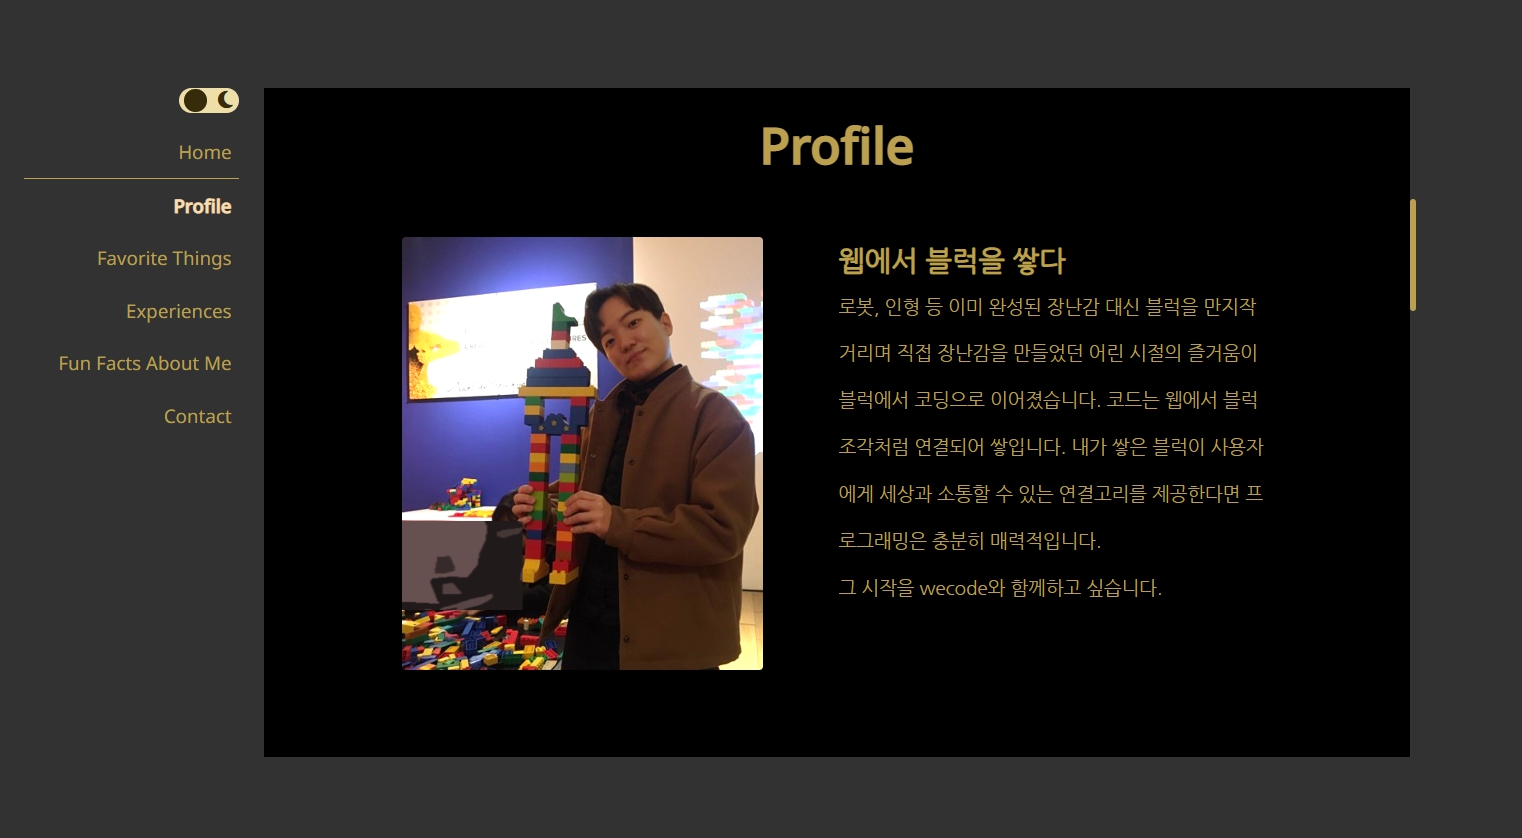 Home
Profile
Favorite Things
Experiences
Fun Facts About Me
Contact
Profile
웹에서 블럭을 쌓다
로봇, 인형 등 이미 완성된 장난감 대신 블럭을 만지작
거리며 직접 장난감을 만들었던 어린 시절의 즐거움이
블럭에서 코딩으로 이어졌습니다. 코드는 웹에서 블럭
조각처럼 연결되어 쌓입니다. 내가 쌓은 블럭이 사용자
에게 세상과 소통할 수 있는 연결고리를 제공한다면 프
로그래밍은 충분히 매력적입니다.
그 시작을 wecode와 함께하고 싶습니다.